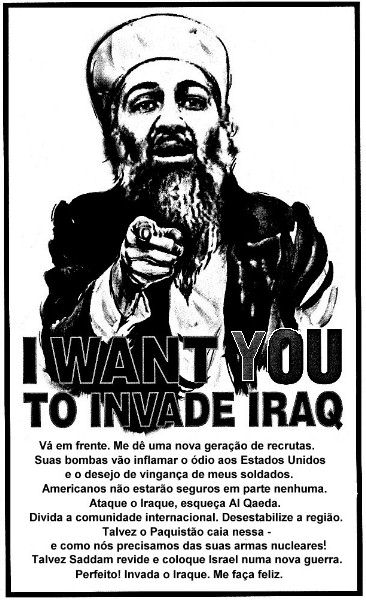 I WANT YOU
TO INVADE IRAQ
Vá em frente. Me dê uma nova geração de recrutas.
Suas bombas vão inflamar o ódio aos Estados Unidos
e o desejo de vingança de meus soldados.
Americanos não estarão seguros em parte nenhuma.
Ataque o Iraque, esqueça Al Qaeda.
Divida a comunidade internacional. Desestabilize a região.
Talvez o Paquistão caia nessa -
e como nós precisamos das suas armas nucleares!
Talvez Saddam revide e coloque Israel numa nova guerra.
Perfeito! Invada o Iraque. Me faça feliz.